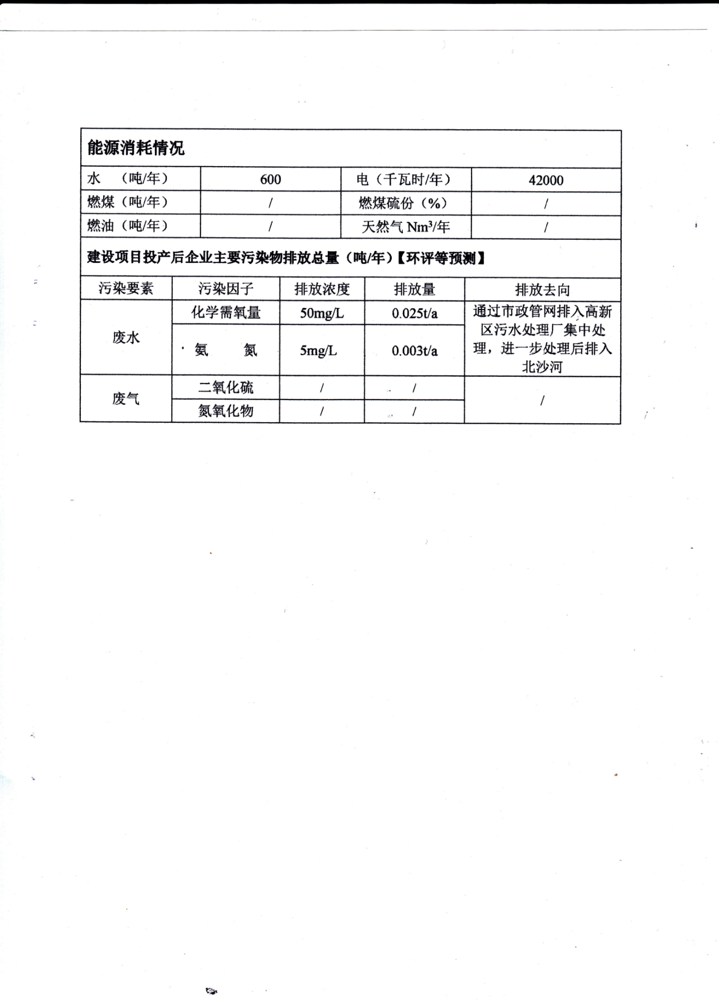 能源消耗情况
水 （吨/年） 600 电（千瓦时/年） 42000
燃煤（吨/年） / 燃煤硫份（%） /
燃油（吨/年） / 天然气 Nm³/年 /
建设项目投产后企业主要污染物排放总量（吨/年）【环评等预测】
污染要素 污染因子 排放浓度 排放量 排放去向
废水 化学需氧量 50mg/L 0.025t/a
氨 氮 5mg/L 0.003t/a
通过市政管网排入高新
区污水处理厂集中处
理，进一步处理后排入
北沙河
废气 二氧化硫 / / /
氮氧化物 / /